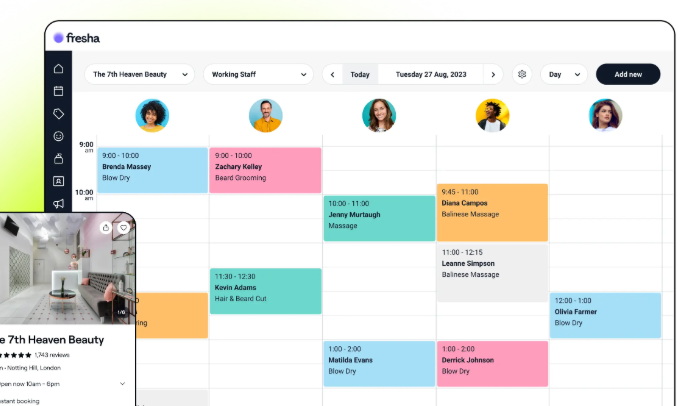 fresha
The 7th Heaven Beauty
Working Staff
Today
Tuesday 27 Aug, 2023
Day
Add new
9:00
am
9:00 - 10:00
Brenda Massey
Blow Dry
9:00 - 10:00
Zachary Kelley
Beard Grooming
10:00
am
10:00 - 11:00
Jenny Murtaugh
Massage
9:45 - 11:00
Diana Campos
Balinese Massage
11:00 - 12:15
Leanne Simpson
Balinese Massage
11:30 - 12:30
Kevin Adams
Hair & Beard Cut
12:00 - 1:00
Olivia Farmer
Blow Dry
1:00 - 2:00
Matilda Evans
Blow Dry
1:00 - 2:00
Derrick Johnson
Blow Dry
1/6
7th Heaven Beauty
1,743 reviews
Notting Hill, London
now 10am - 6pm
booking